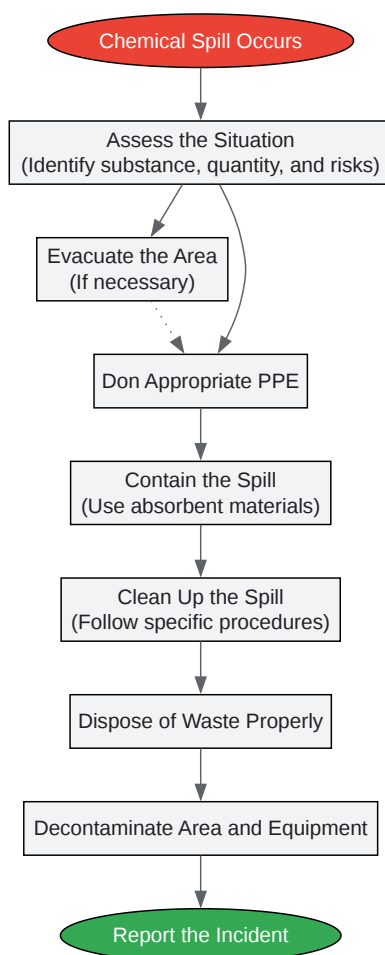 Chemical Spill Occurs
Assess the Situation
(Identify substance, quantity, and risks)
Evacuate the Area
(If necessary)
Don Appropriate PPE
Contain the Spill
(Use absorbent materials)
Clean Up the Spill
(Follow specific procedures)
Dispose of Waste Properly
Decontaminate Area and Equipment
Report the Incident